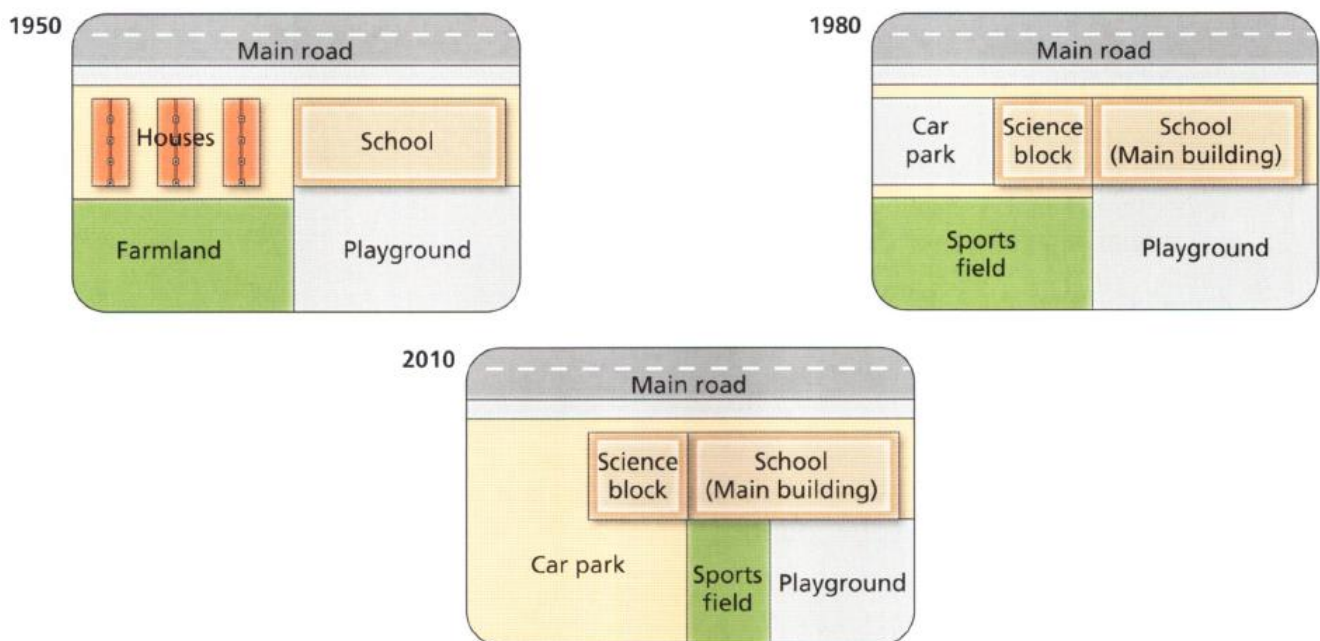 1950
Main road
Houses
School
Farmland
Playground
1980
Main road
Car
park
Science
block
School
(Main building)
Sports
field
Playground
2010
Main road
Science
block
School
(Main building)
Car park
Sports
field
Playground